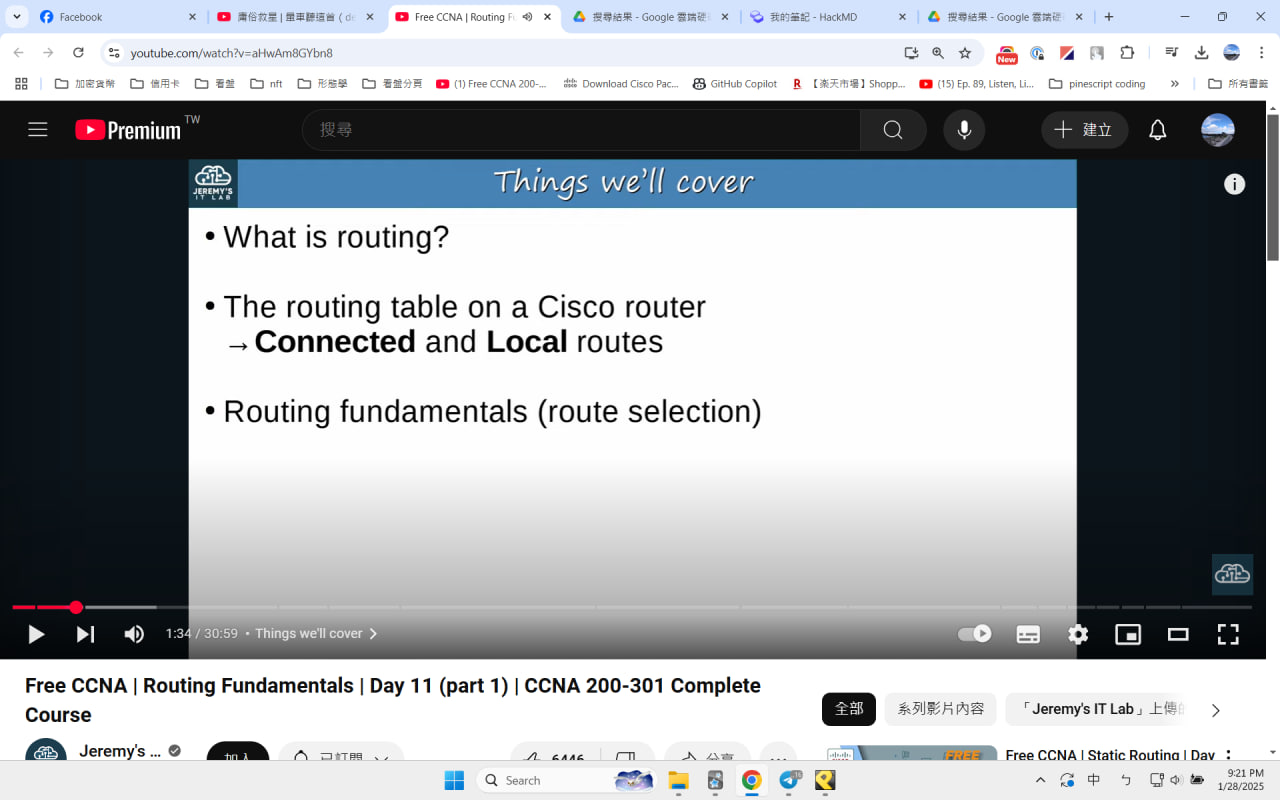 Facebook
庸俗救星 | 單車聽這首（de
Free CCNA | Routing Fu
搜尋結果 - Google 雲端硬
我的筆記 - HackMD
搜尋結果 - Google 雲端硬
youtube.com/watch?v=aHwAm8GYbn8
New
加密貨幣
信用卡
看盤
nft
形態學
看盤分頁
(1) Free CCNA 200-...
Download Cisco Pac...
GitHub Copilot
R 【楽天市場】Shopp...
(15) Ep. 89, Listen, Li...
pinescript coding
所有書籤
Premium TW
搜尋
建立
JEREMY'S
IT LAB
Things we'll cover
• What is routing?
• The routing table on a Cisco router
→Connected and Local routes
• Routing fundamentals (route selection)
1:34 / 30:59 • Things we'll cover
Free CCNA | Routing Fundamentals | Day 11 (part 1) | CCNA 200-301 Complete
Course
全部
系列影片內容
「Jeremy's IT Lab」上傳的
Jeremy's ...
加入
已訂閱
6446
分享
FREE
Free CCNA | Static Routing | Day
Search
16
中
ㄅ
9:21 PM
1/28/2025